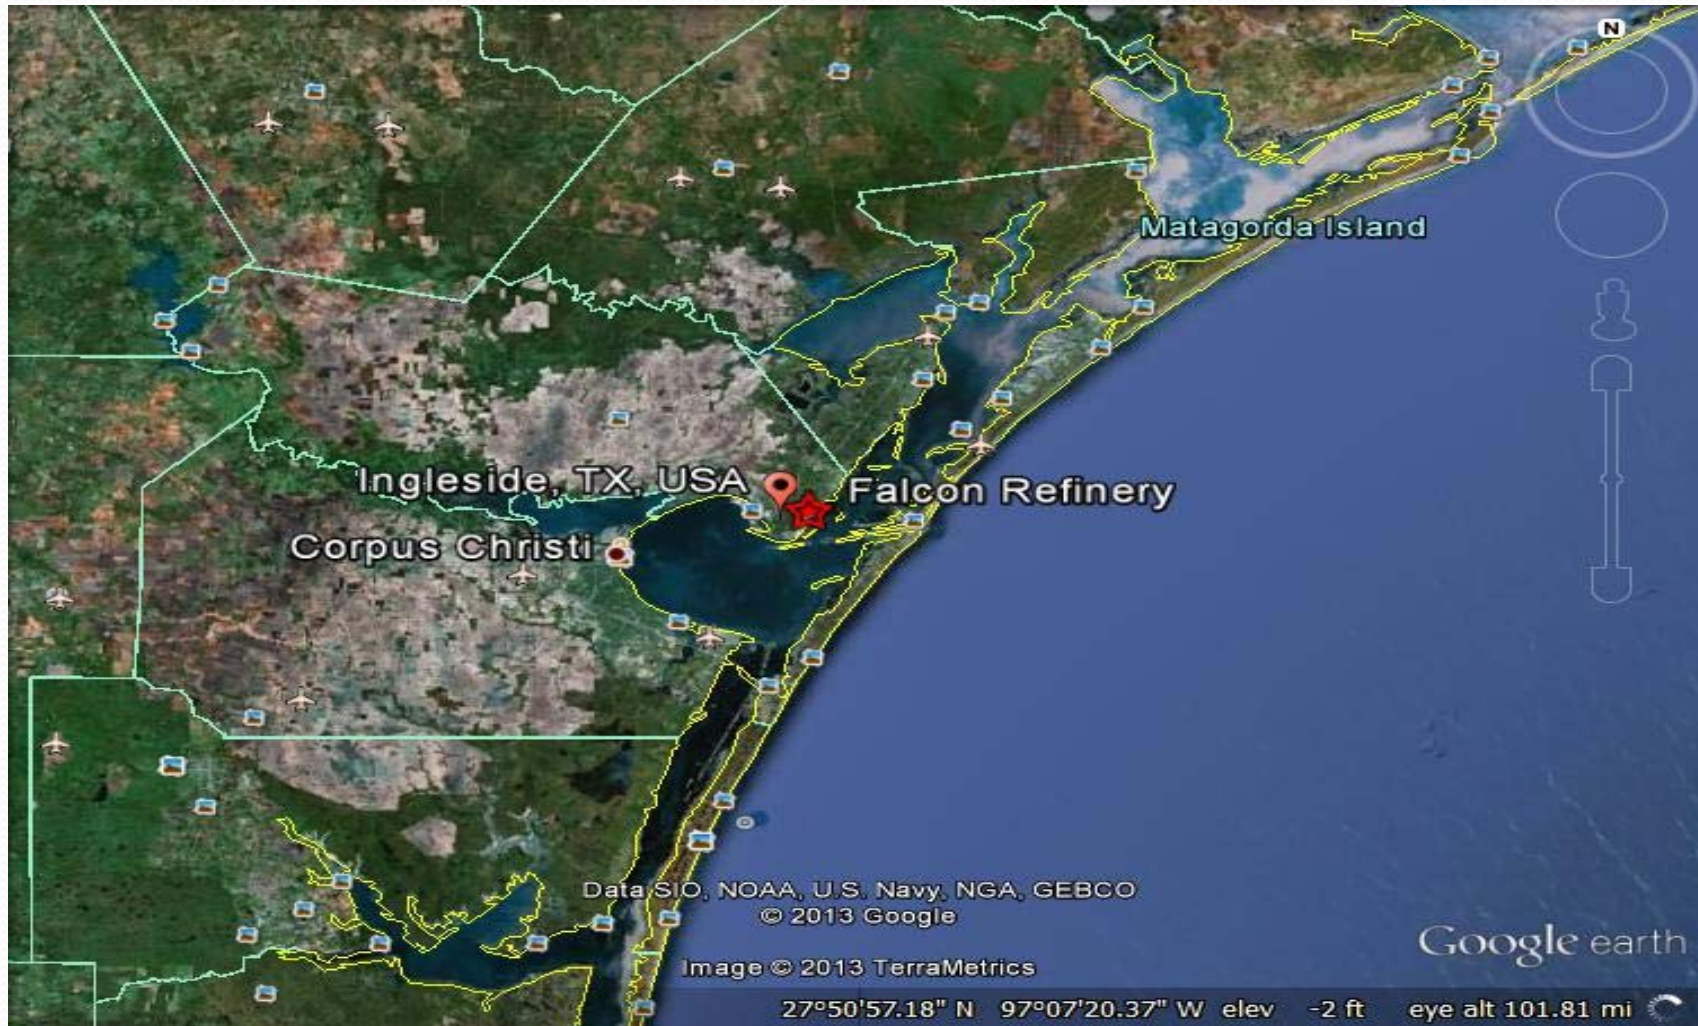 N
Matagorda Island
Ingleside, TX, USA
Falcon Refinery
Corpus Christi
Data SIO, NOAA, U.S. Navy, NGA, GEBCO
© 2013 Google
Google earth
Image © 2013 TerraMetrics
27°50'57.18" N 97°07'20.37" W elev -2 ft eye alt 101.81 mi